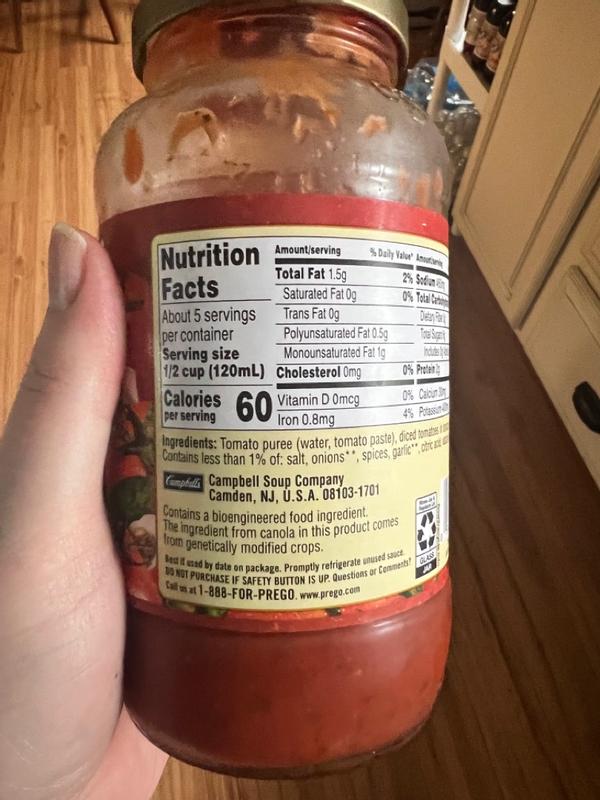 Nutrition
Facts
About 5 servings
per container
Serving size
1/2 cup (120mL)
Calories
per serving
60
Amount/serving % Daily Value*
Total Fat 1.5g 2%
Saturated Fat 0g 0%
Trans Fat 0g
Polyunsaturated Fat 0.5g
Monounsaturated Fat 1g
Cholesterol 0mg 0%
Vitamin D 0mcg 0%
Iron 0.8mg 4%
Amount/serving
Sodium
Total
Dietary
Total
Includes
Protein
Calcium
Potassium
Ingredients: Tomato puree (water, tomato paste), diced tomatoes
Contains less than 1% of: salt, onions**, spices, garlic**, citric acid,
Campbell's
Campbell Soup Company
Camden, NJ, U.S.A. 08103-1701
Contains a bioengineered food ingredient.
The ingredient from canola in this product comes
from genetically modified crops.
Best if used by date on package. Promptly refrigerate unused sauce.
DO NOT PURCHASE IF SAFETY BUTTON IS UP. Questions or Comments?
Call us at 1-888-FOR-PREGO. www.prego.com
GLASS
JAR